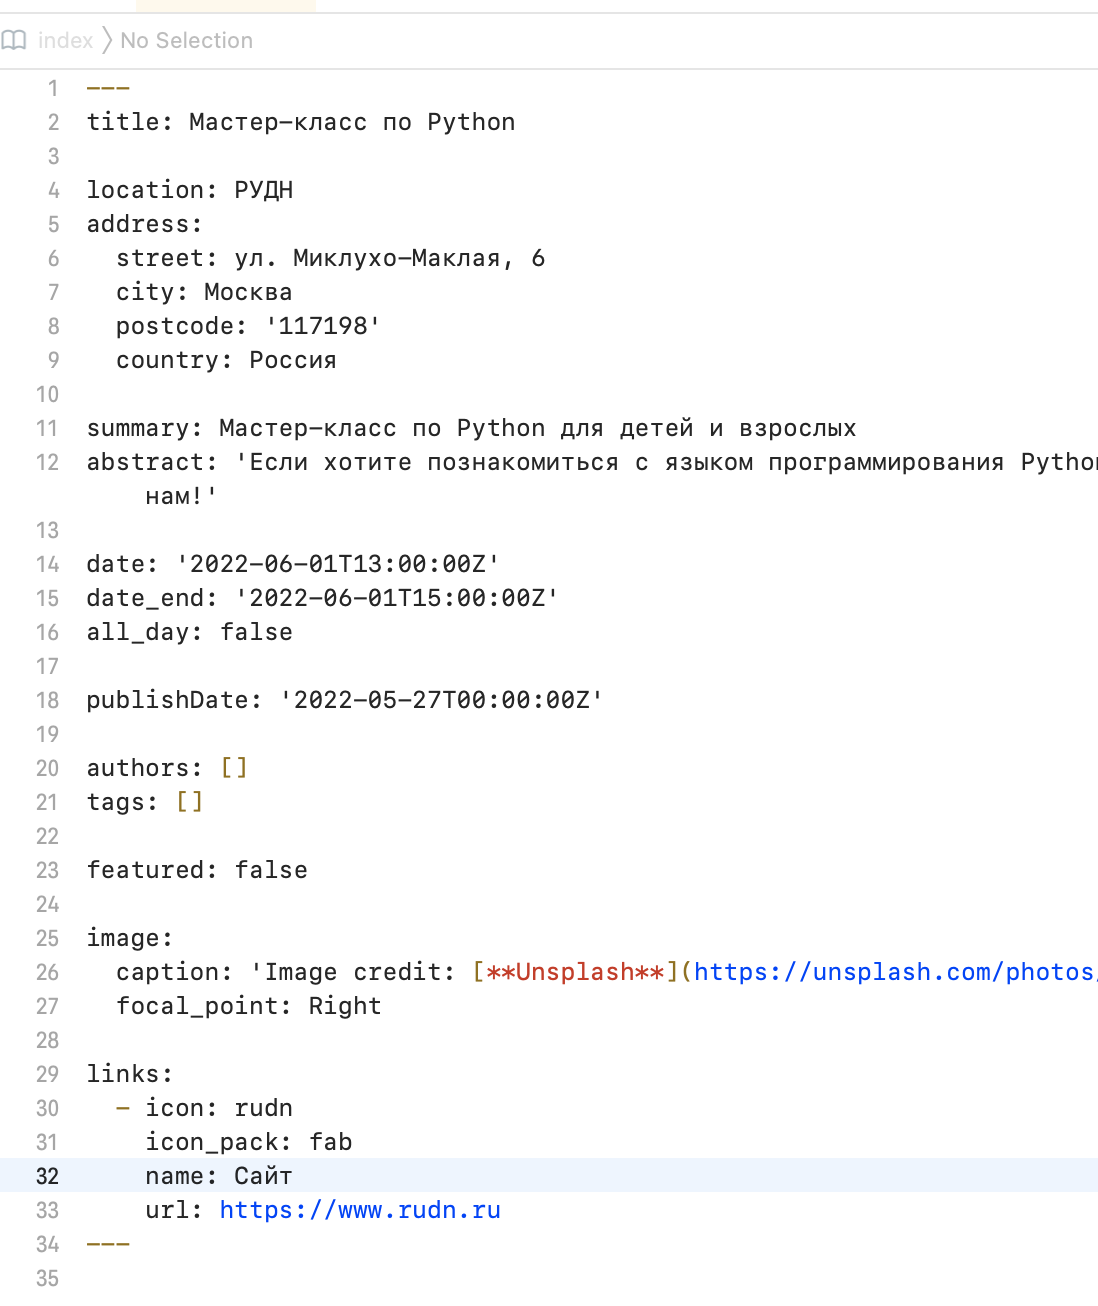 index No Selection
1 ---
2 title: Мастер-класс по Python
3
4 location: РУДН
5 address:
6 street: ул. Миклухо-Маклая, 6
7 city: Москва
8 postcode: '117198'
9 country: Россия
10
11 summary: Мастер-класс по Python для детей и взрослых
12 abstract: 'Если хотите познакомиться с языком программирования Python
нам!'
13
14 date: '2022-06-01T13:00:00Z'
15 date_end: '2022-06-01T15:00:00Z'
16 all_day: false
17
18 publishDate: '2022-05-27T00:00:00Z'
19
20 authors: []
21 tags: []
22
23 featured: false
24
25 image:
26 caption: 'Image credit: [**Unsplash**](https://unsplash.com/photos/
27 focal_point: Right
28
29 links:
30 - icon: rudn
31 icon_pack: fab
32 name: Сайт
33 url: https://www.rudn.ru
34 ---
35